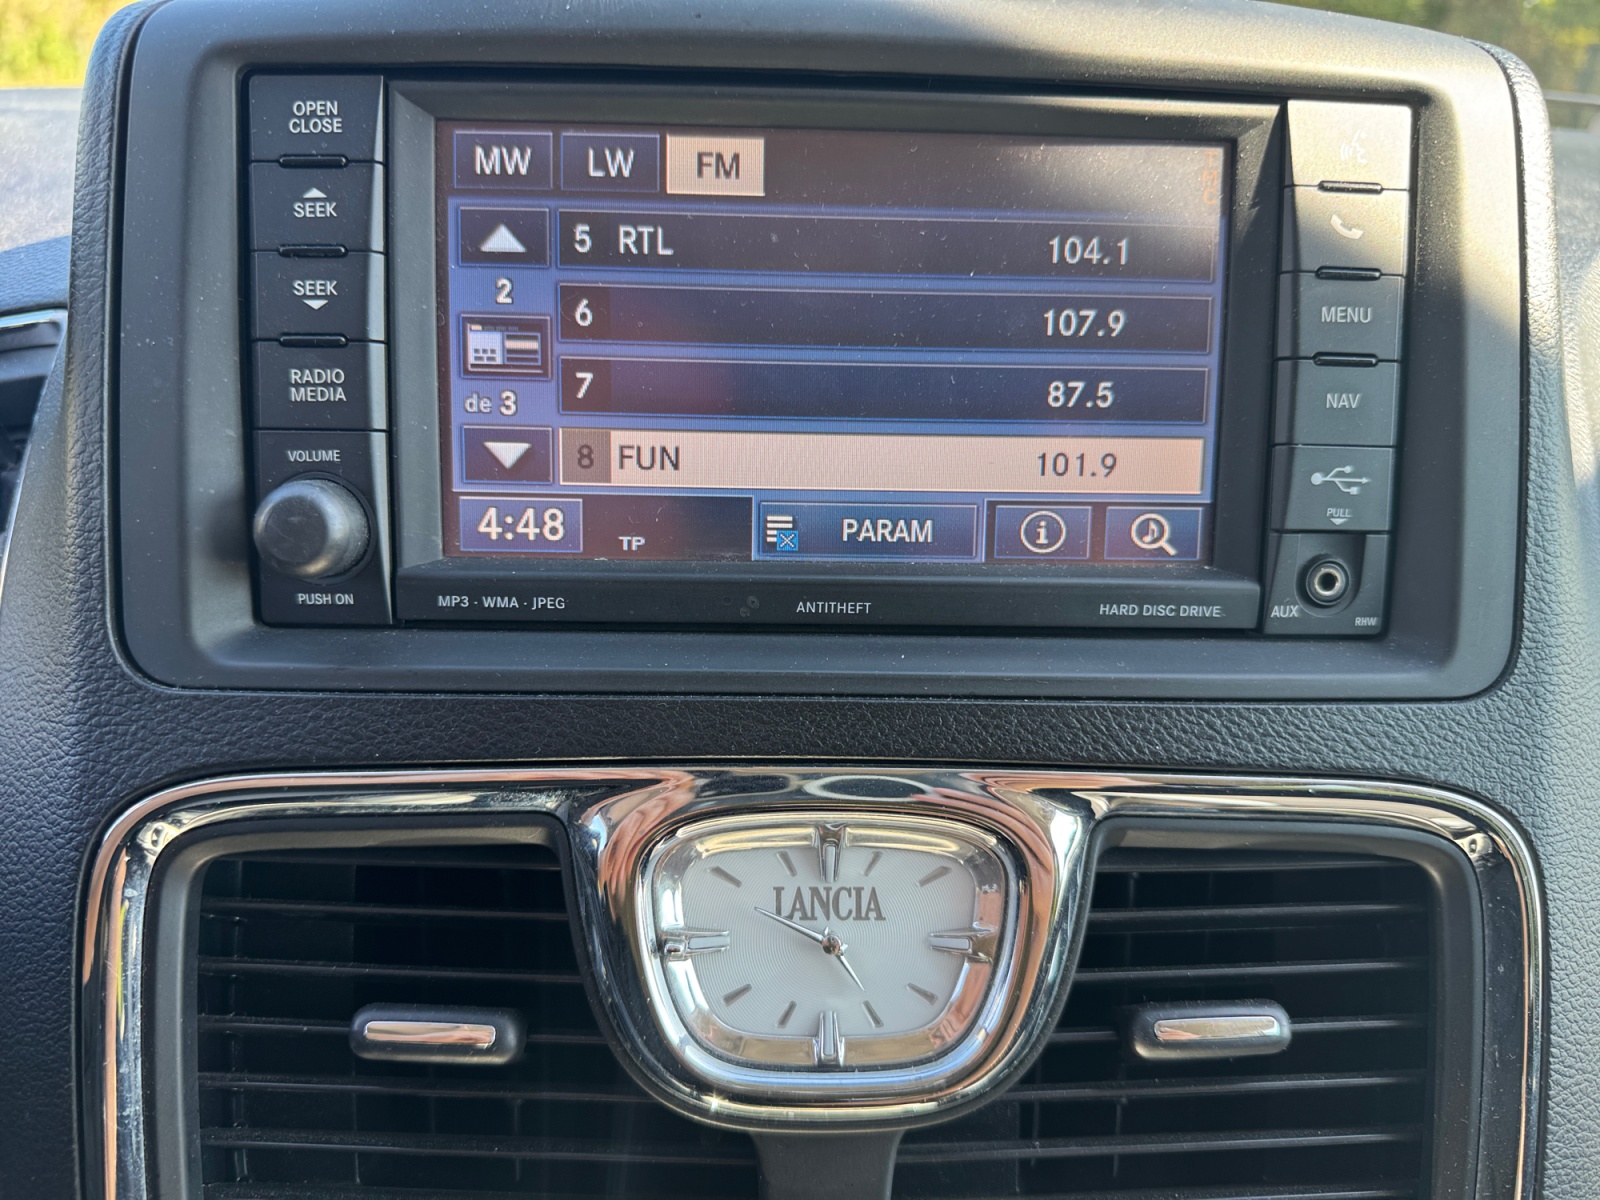 OPEN
CLOSE
SEEK
SEEK
RADIO
MEDIA
VOLUME
PUSH ON
MW LW FM
5 RTL 104.1
2
6 107.9
7 87.5
de 3
8 FUN 101.9
4:48 TP PARAM i
MP3 · WMA · JPEG ANTITHEFT HARD DISC DRIVE
MENU
NAV
PULL
AUX
RHW
LANCIA